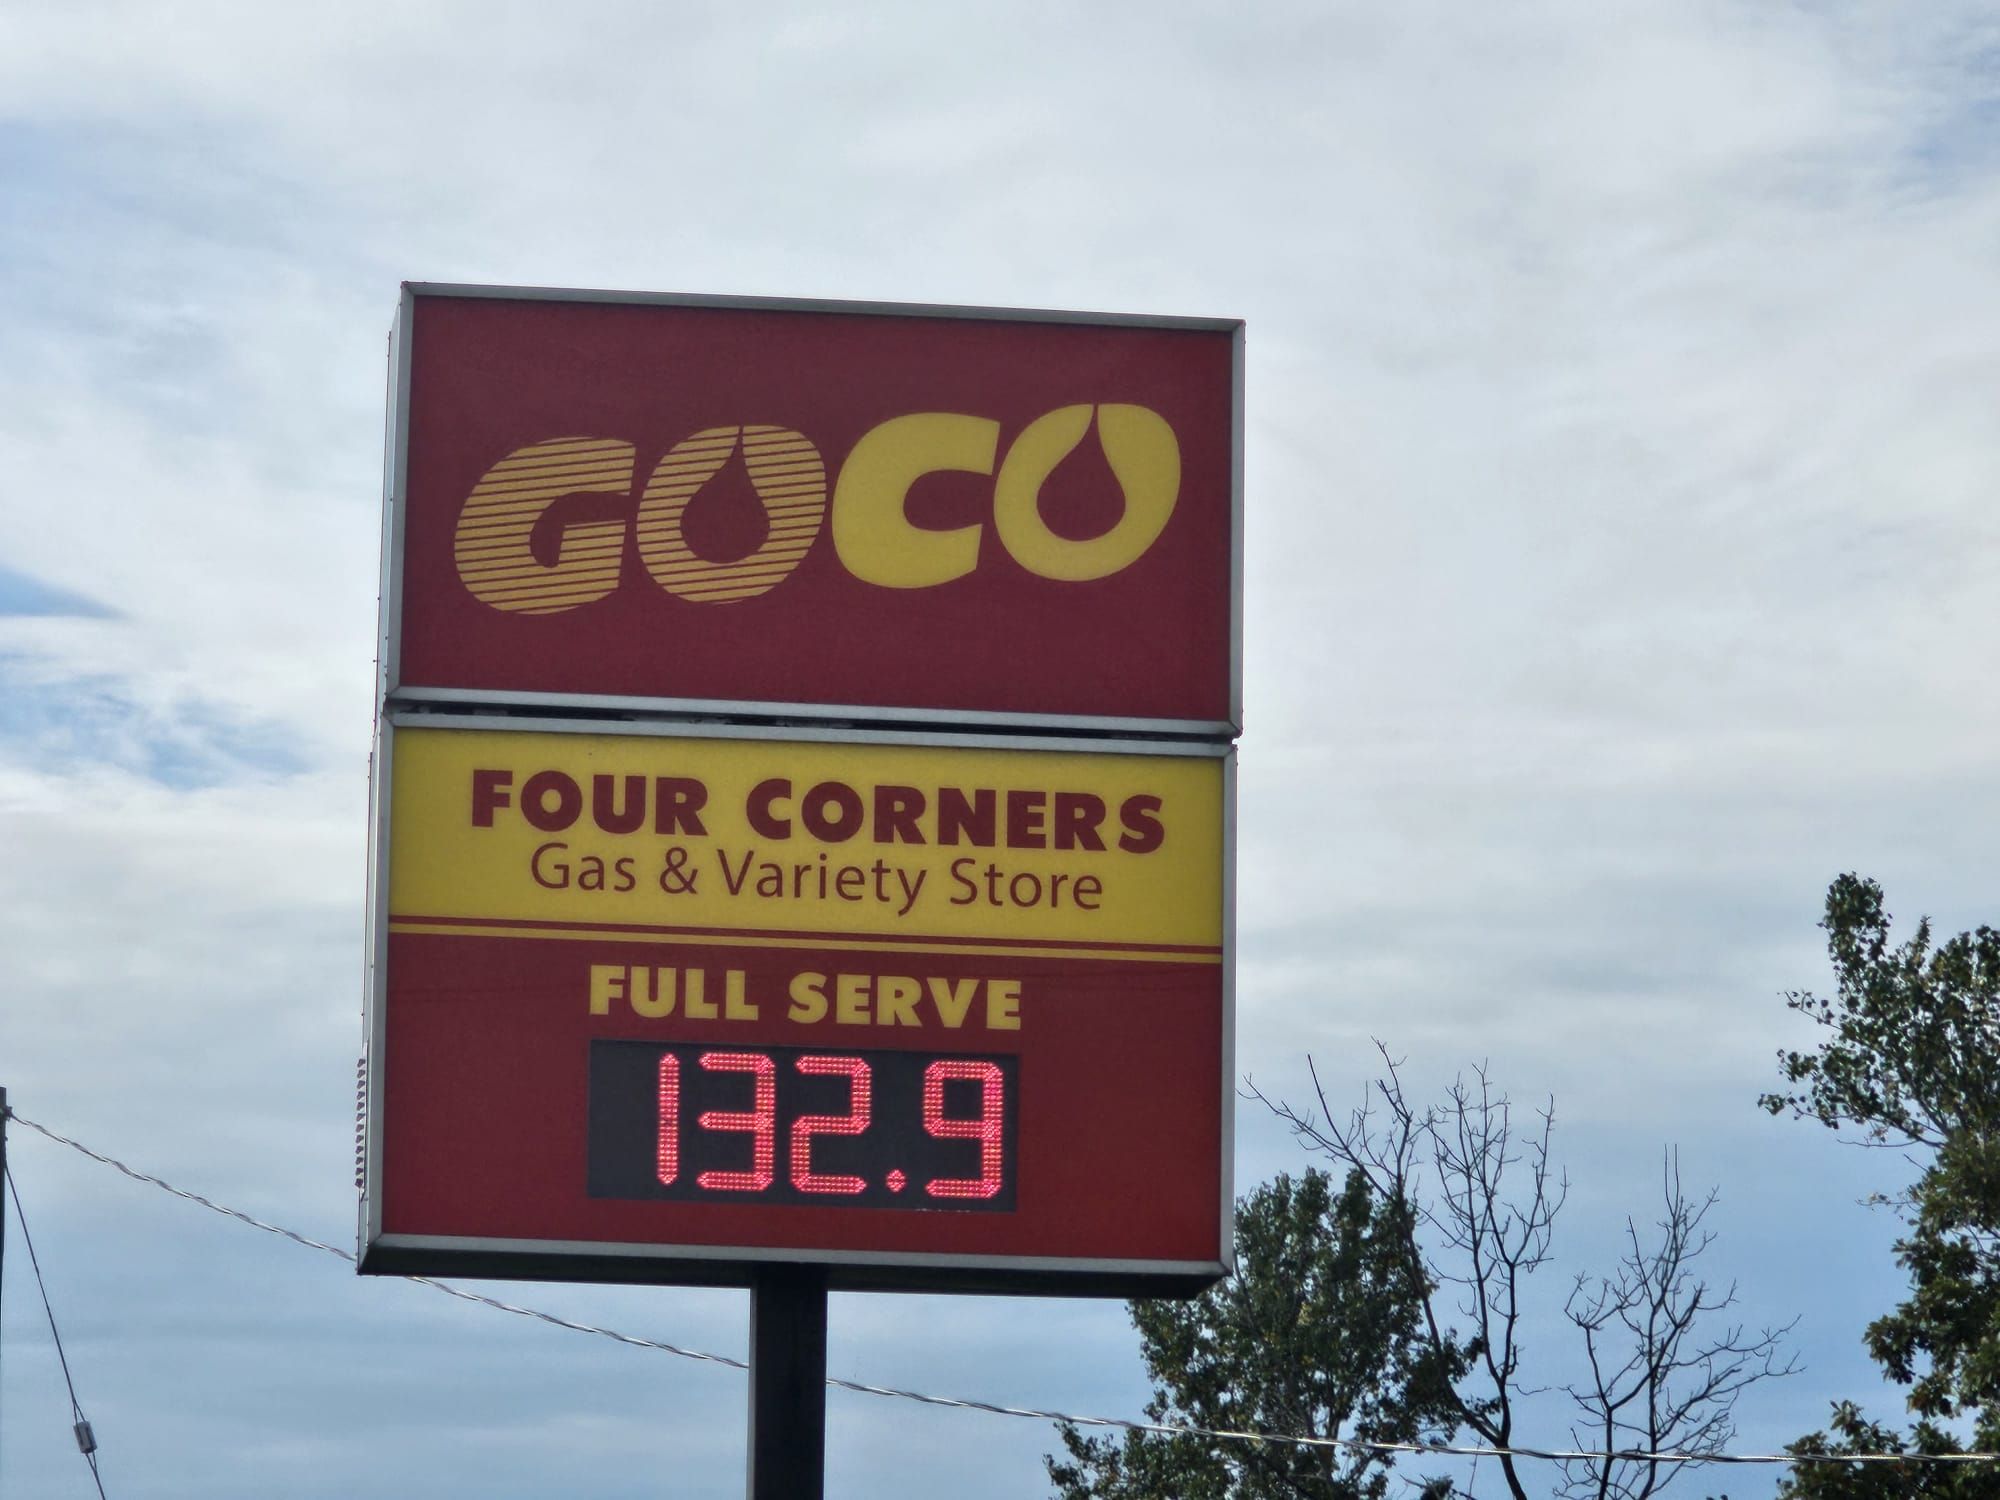 GOCO
FOUR CORNERS
Gas & Variety Store
FULL SERVE
132.9